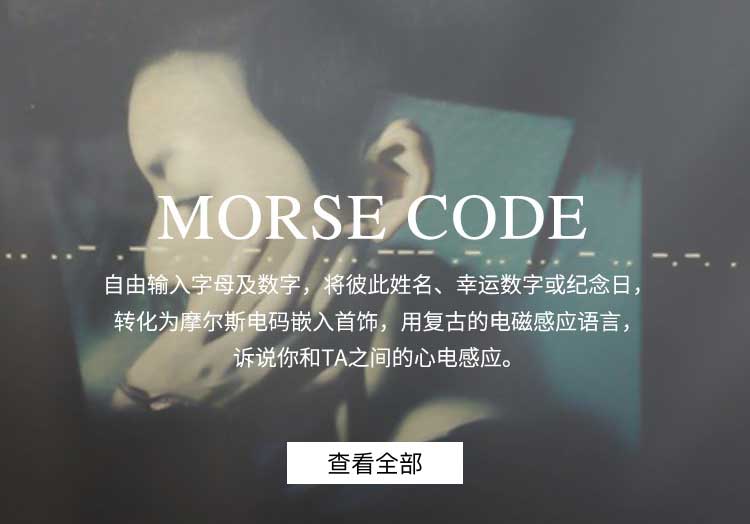 MORSE CODE
自由输入字母及数字，将彼此姓名、幸运数字或纪念日，
转化为摩尔斯电码嵌入首饰，用复古的电磁感应语言，
诉说你和TA之间的心电感应。
查看全部